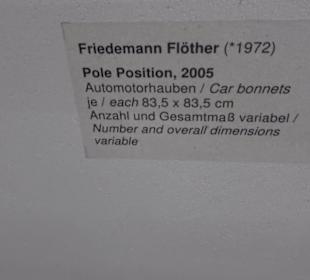 Friedemann Flöther (*1972)
Pole Position, 2005
Automotorhauben / Car bonnets
je / each 83,5 x 83,5 cm
Anzahl und Gesamtmaß variabel /
Number and overall dimensions
variable